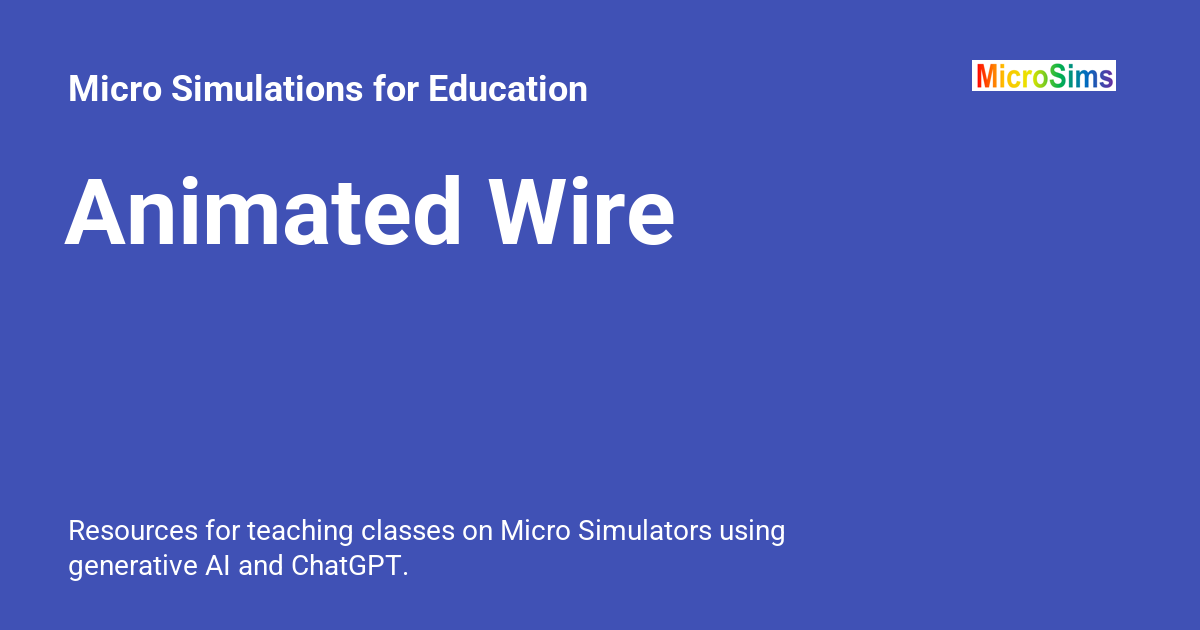 Micro Simulations for Education
MicroSims
Animated Wire
Resources for teaching classes on Micro Simulators using
generative AI and ChatGPT.